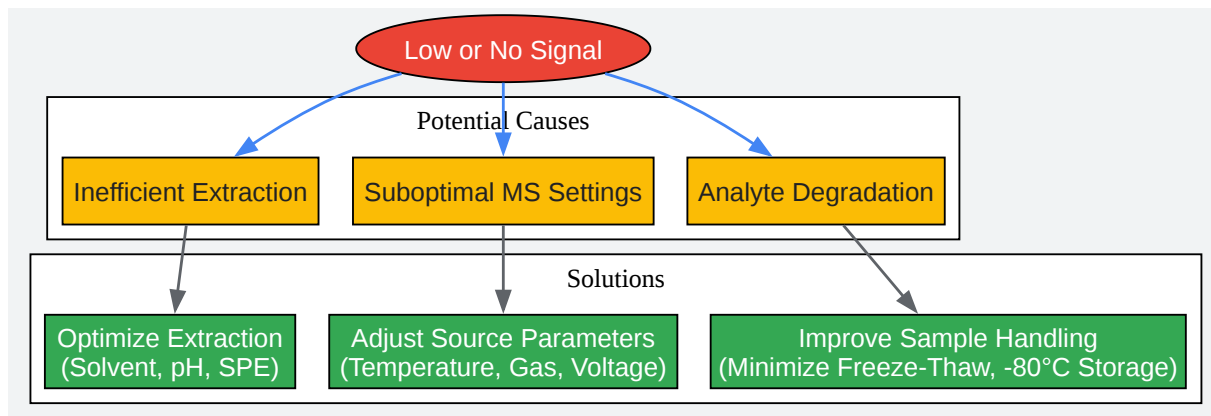 Low or No Signal
Potential Causes
Inefficient Extraction
Suboptimal MS Settings
Analyte Degradation
Solutions
Optimize Extraction
(Solvent, pH, SPE)
Adjust Source Parameters
(Temperature, Gas, Voltage)
Improve Sample Handling
(Minimize Freeze-Thaw, -80°C Storage)